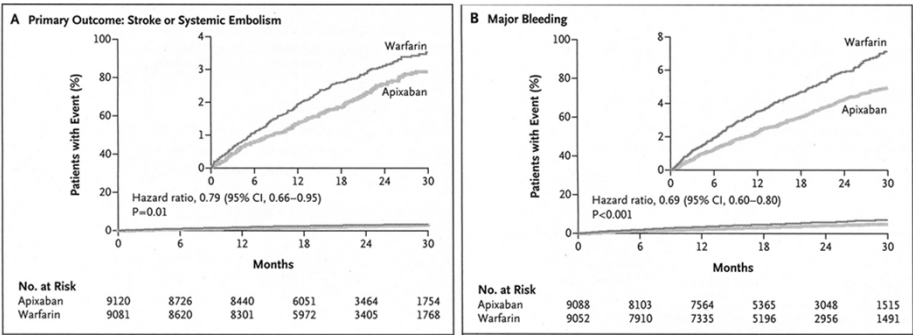 A Primary Outcome: Stroke or Systemic Embolism
Patients with Event (%)
100
80
60
40
20
0
4
3
2
1
0
Warfarin
Apixaban
0 6 12 18 24 30
Hazard ratio, 0.79 (95% CI, 0.66–0.95)
P=0.01
0 6 12 18 24 30
Months
No. at Risk
Apixaban 9120 8726 8440 6051 3464 1754
Warfarin 9081 8620 8301 5972 3405 1768
B Major Bleeding
Patients with Event (%)
100
80
60
40
20
0
8
6
4
2
0
Warfarin
Apixaban
0 6 12 18 24 30
Hazard ratio, 0.69 (95% CI, 0.60–0.80)
P<0.001
0 6 12 18 24 30
Months
No. at Risk
Apixaban 9088 8103 7564 5365 3048 1515
Warfarin 9052 7910 7335 5196 2956 1491